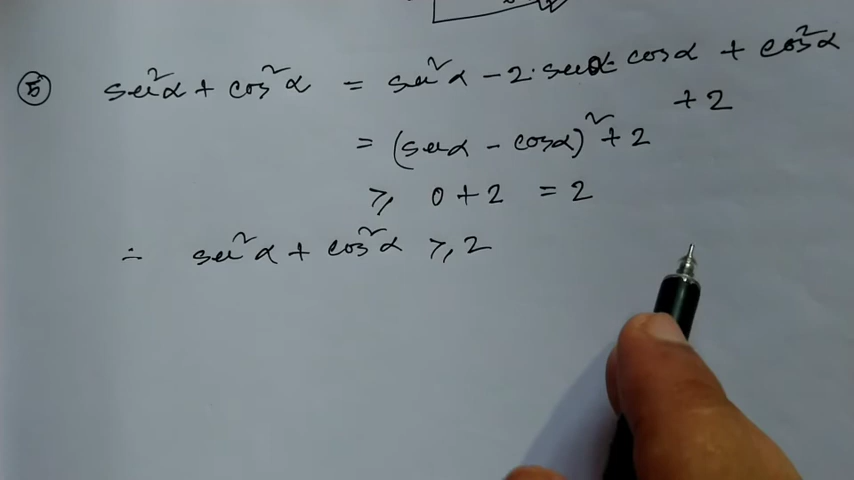 ⑤ sec²α + cos²α = sec²α - 2·secα·cosα + cos²α
+ 2
= (secα - cosα)² + 2
≥ 0 + 2 = 2
∴ sec²α + cos²α ≥ 2